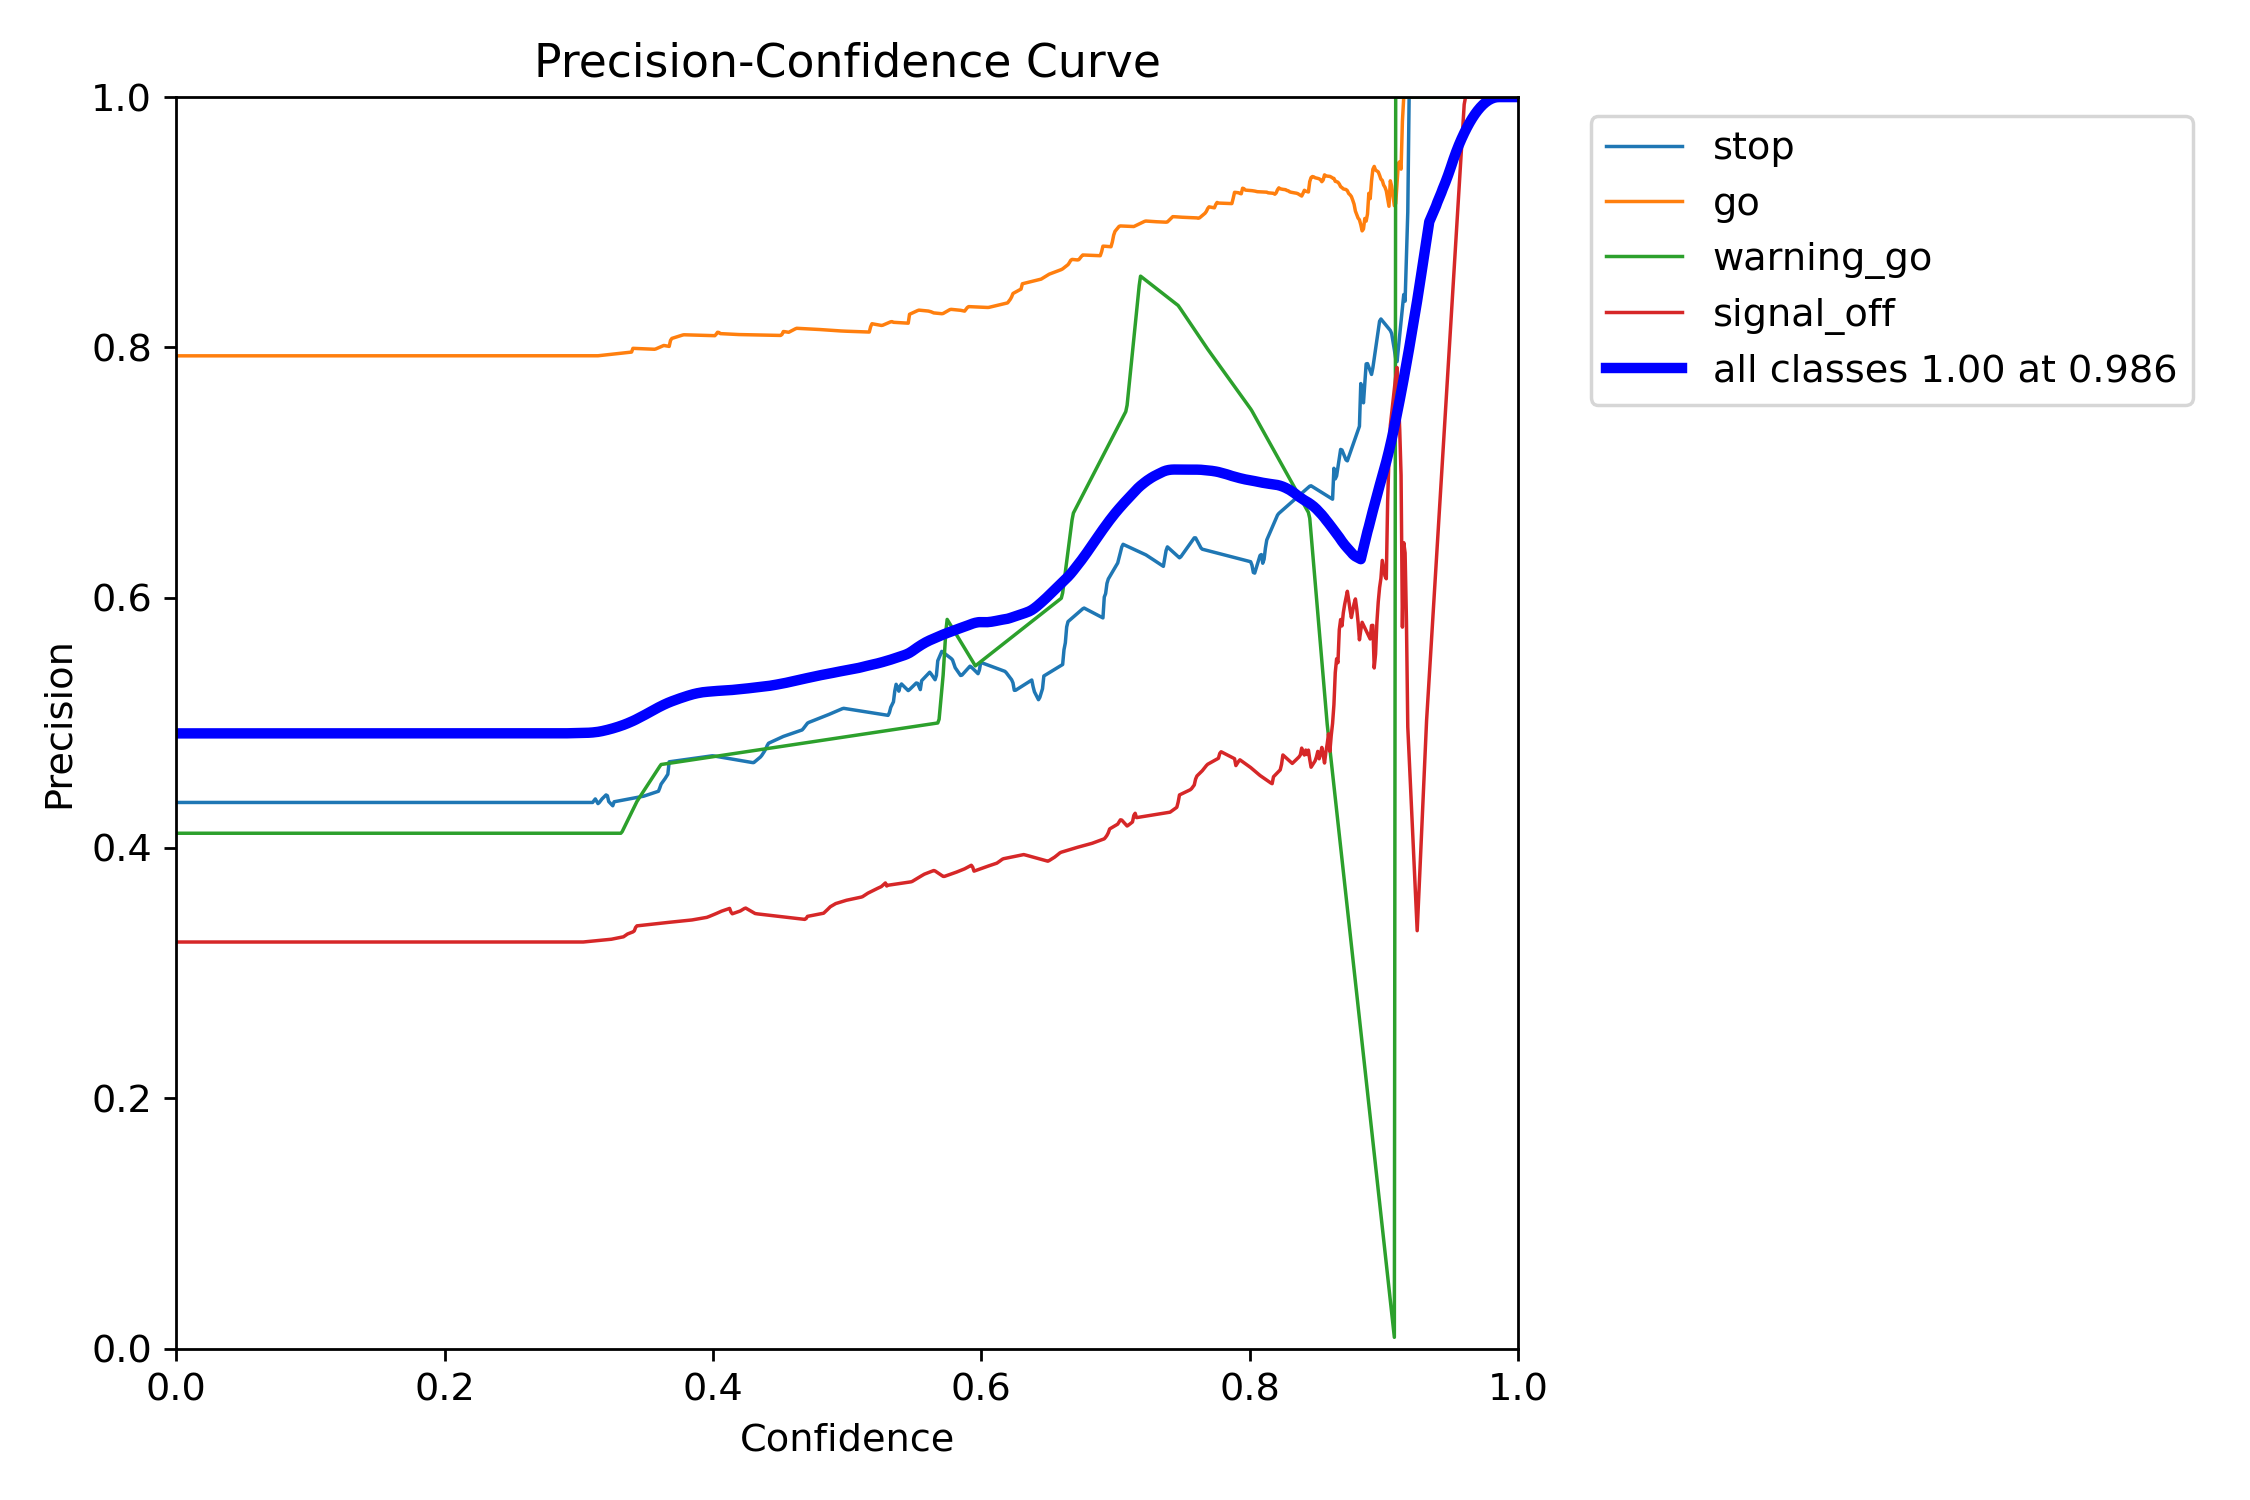 Precision-Confidence Curve
1.0
0.8
0.6
0.4
0.2
0.0
Precision
0.0 0.2 0.4 0.6 0.8 1.0
Confidence
stop
go
warning_go
signal_off
all classes 1.00 at 0.986